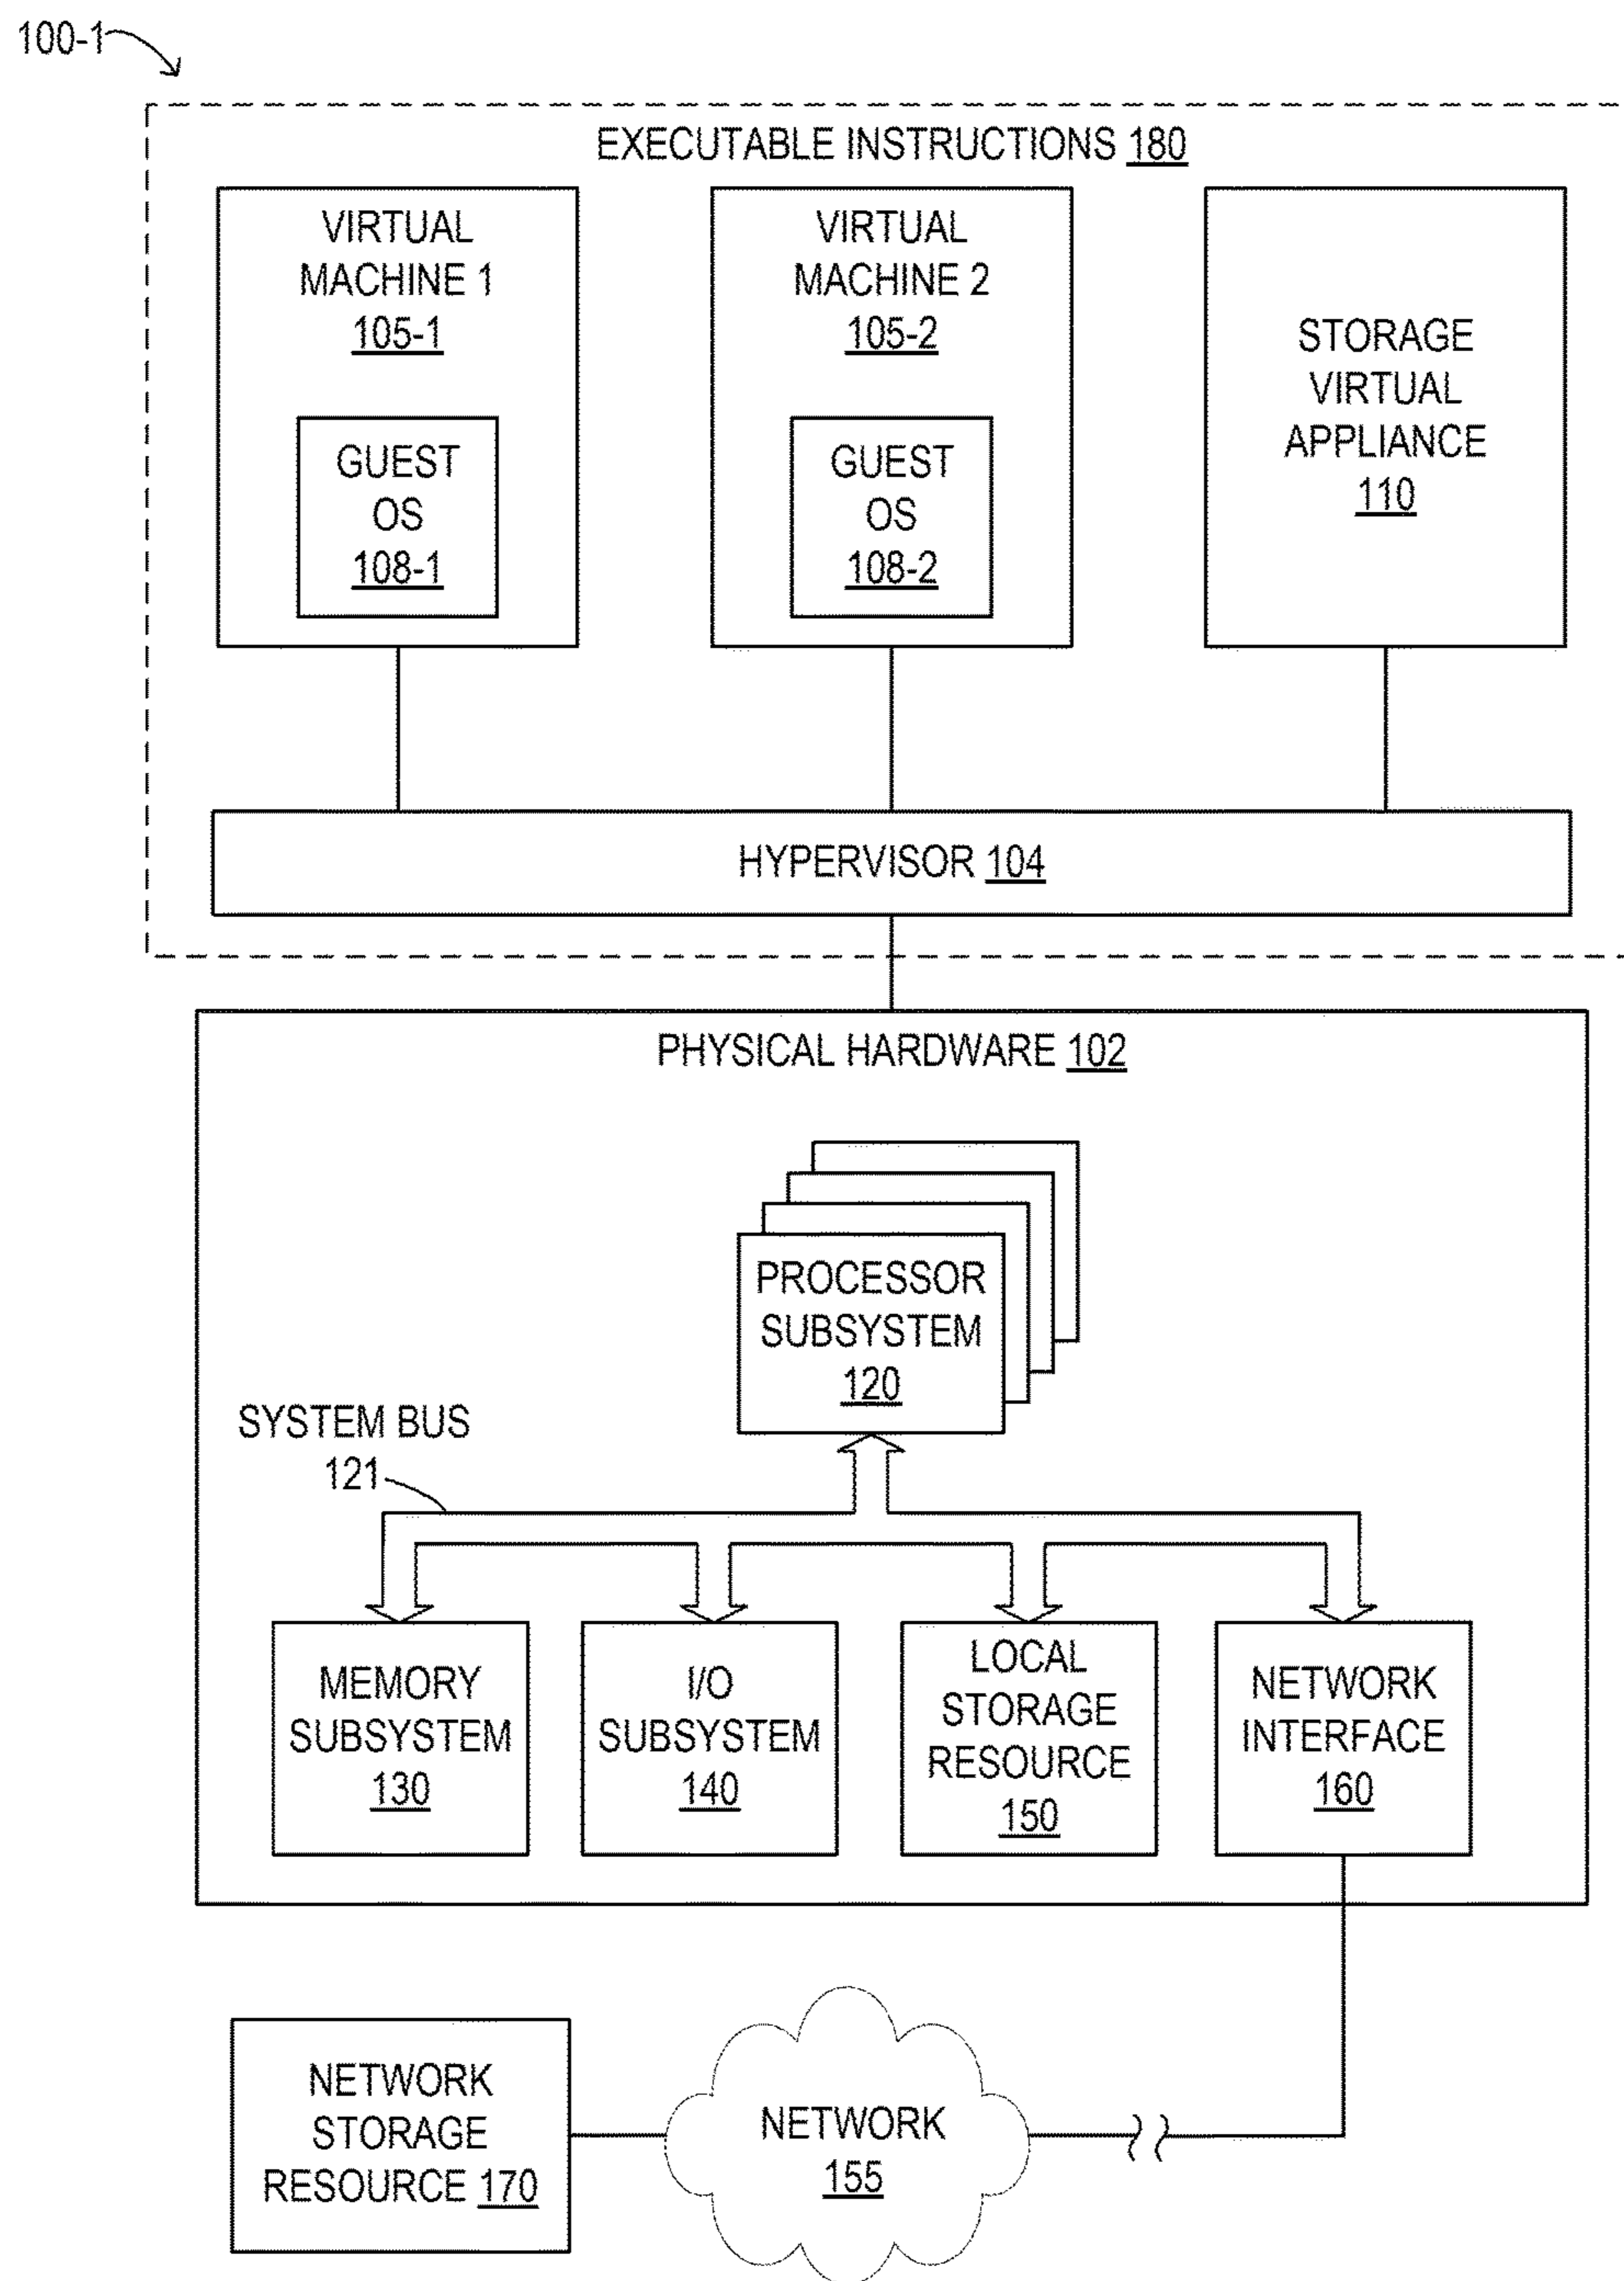 100-1
EXECUTABLE INSTRUCTIONS 180
VIRTUAL
MACHINE 1
105-1
GUEST
OS
108-1
VIRTUAL
MACHINE 2
105-2
GUEST
OS
108-2
STORAGE
VIRTUAL
APPLIANCE
110
HYPERVISOR 104
PHYSICAL HARDWARE 102
PROCESSOR
SUBSYSTEM
120
SYSTEM BUS
121
MEMORY
SUBSYSTEM
130
I/O
SUBSYSTEM
140
LOCAL
STORAGE
RESOURCE
150
NETWORK
INTERFACE
160
NETWORK
STORAGE
RESOURCE 170
NETWORK
155